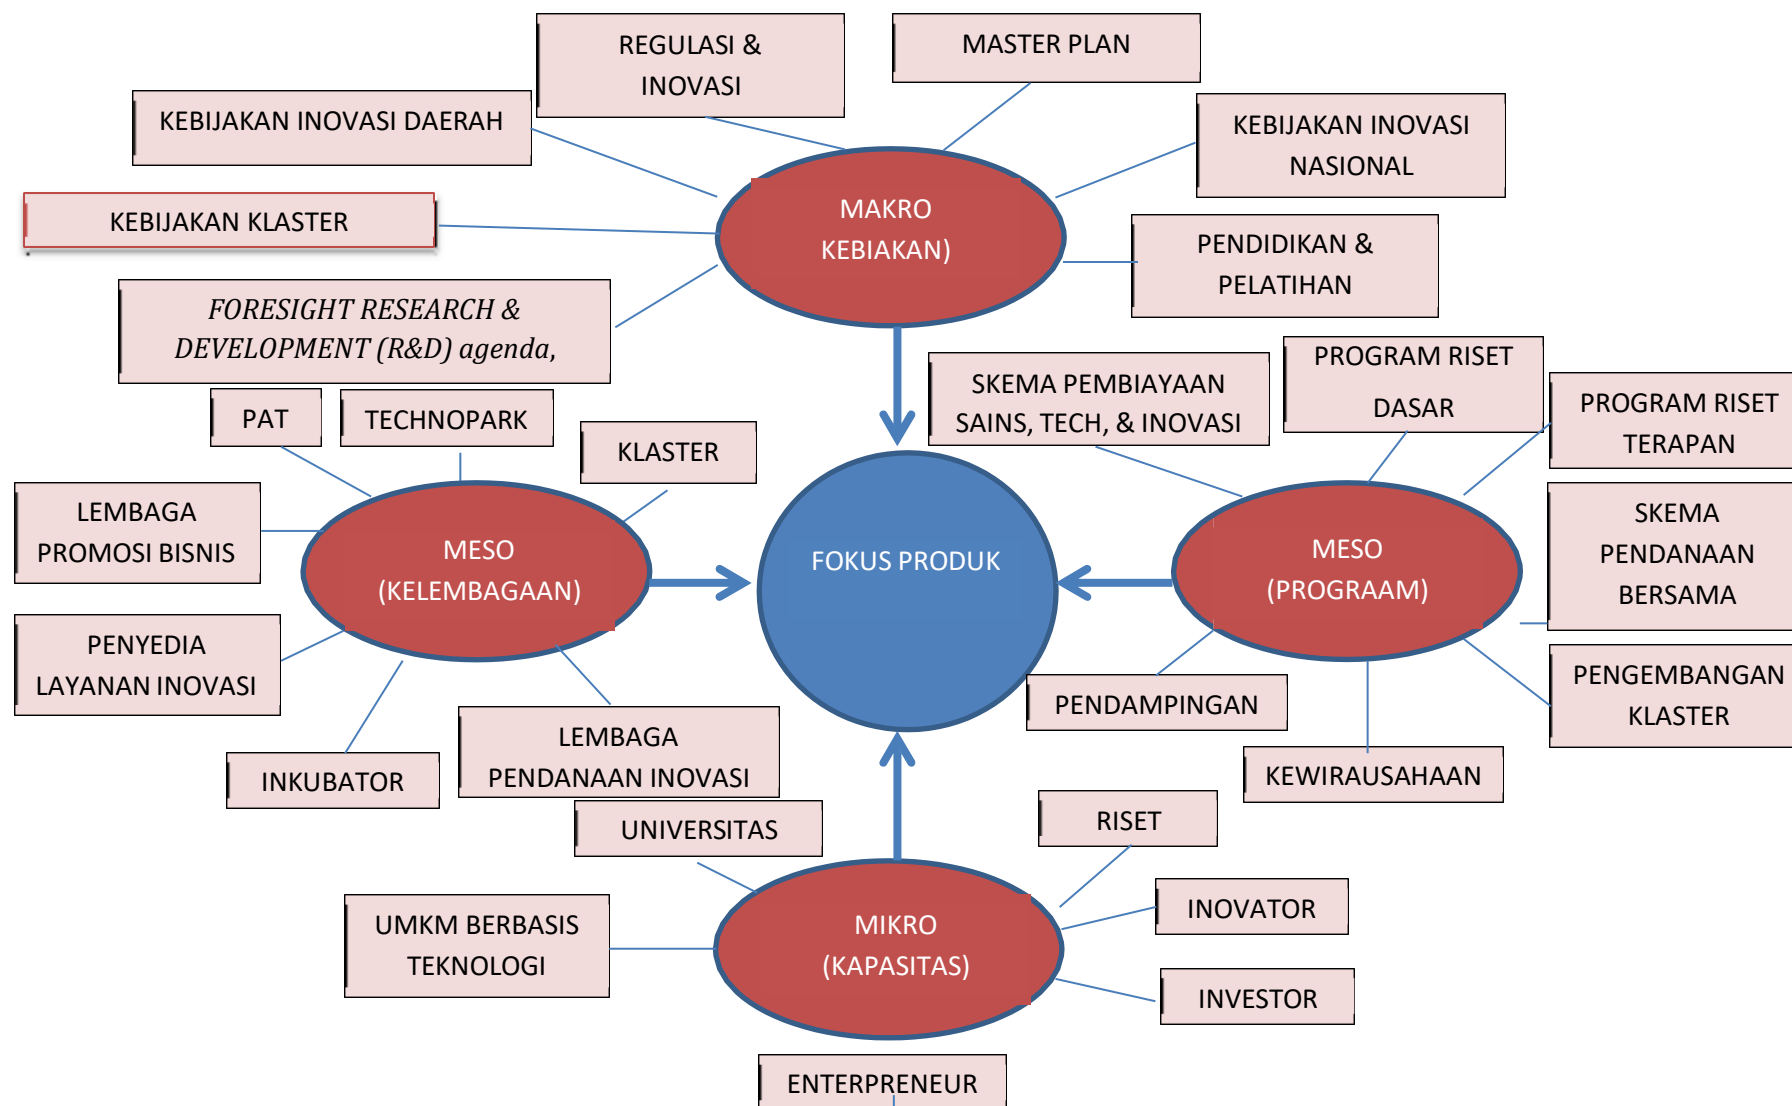 REGULASI &
INOVASI
MASTER PLAN
KEBIJAKAN INOVASI DAERAH
KEBIJAKAN INOVASI
NASIONAL
KEBIJAKAN KLASTER
MAKRO
KEBIAKAN)
PENDIDIKAN &
PELATIHAN
FORESIGHT RESEARCH &
DEVELOPMENT (R&D) agenda,
PAT
TECHNOPARK
KLASTER
SKEMA PEMBIAYAAN
SAINS, TECH, & INOVASI
PROGRAM RISET
DASAR
PROGRAM RISET
TERAPAN
LEMBAGA
PROMOSI BISNIS
MESO
(KELEMBAGAAN)
FOKUS PRODUK
MESO
(PROGRAAM)
SKEMA
PENDANAAN
BERSAMA
PENYEDIA
LAYANAN INOVASI
PENDAMPINGAN
PENGEMBANGAN
KLASTER
INKUBATOR
LEMBAGA
PENDANAAN INOVASI
KEWIRAUSAHAAN
UNIVERSITAS
RISET
UMKM BERBASIS
TEKNOLOGI
MIKRO
(KAPASITAS)
INOVATOR
INVESTOR
ENTERPRENEUR